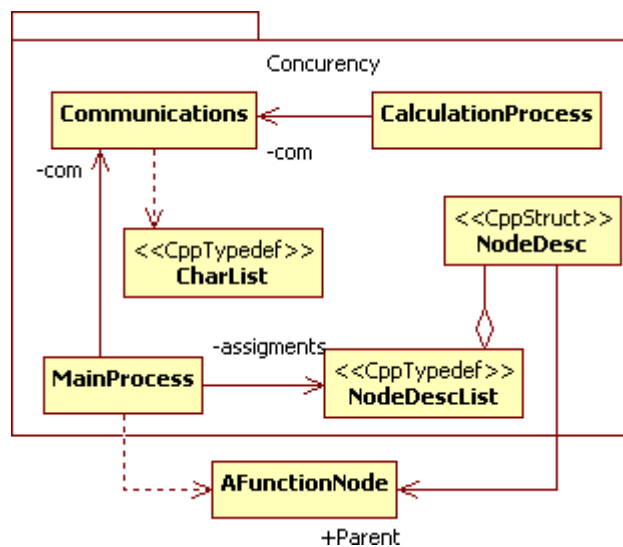 Concurency
Communications
CalculationProcess
-com
-com
<<CppStruct>>
NodeDesc
<<CppTypedef>>
CharList
-assigments
<<CppTypedef>>
NodeDescList
MainProcess
AFunctionNode
+Parent